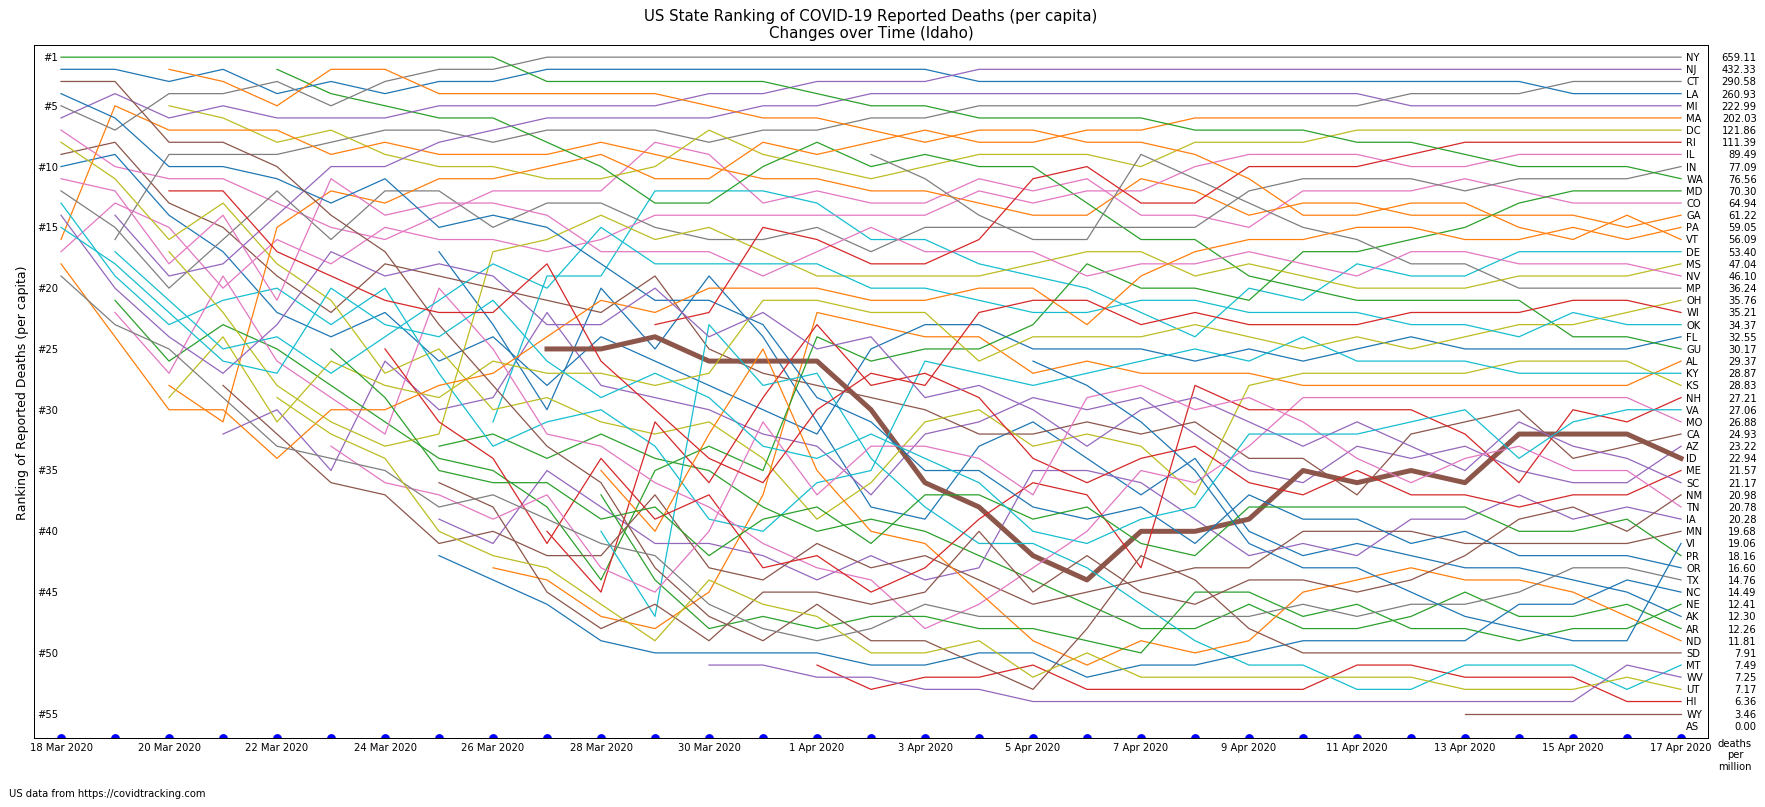 US State Ranking of COVID-19 Reported Deaths (per capita)
Changes over Time (Idaho)
Ranking of Reported Deaths (per capita)
#1
#5
#10
#15
#20
#25
#30
#35
#40
#45
#50
#55
NY 659.11
NJ 432.33
CT 290.58
LA 260.93
MI 222.99
MA 202.03
DC 121.86
RI 111.39
IL 89.49
IN 77.09
WA 76.56
MD 70.30
CO 64.94
GA 61.22
PA 59.05
VT 56.09
DE 53.40
MS 47.04
NV 46.10
MP 36.24
OH 35.76
WI 35.21
OK 34.37
FL 32.55
GU 30.17
AL 29.37
KY 28.87
KS 28.83
NH 27.21
VA 27.06
MO 26.88
CA 24.93
AZ 23.22
ID 22.94
ME 21.57
SC 21.17
NM 20.98
TN 20.78
IA 20.28
MN 19.68
VI 19.06
PR 18.16
OR 16.60
TX 14.76
NC 14.49
NE 12.41
AK 12.30
AR 12.26
ND 11.81
SD 7.91
MT 7.49
WV 7.25
UT 7.17
HI 6.36
WY 3.46
AS 0.00
18 Mar 2020 20 Mar 2020 22 Mar 2020 24 Mar 2020 26 Mar 2020 28 Mar 2020 30 Mar 2020 1 Apr 2020 3 Apr 2020 5 Apr 2020 7 Apr 2020 9 Apr 2020 11 Apr 2020 13 Apr 2020 15 Apr 2020 17 Apr 2020
deaths
per
million
US data from https://covidtracking.com